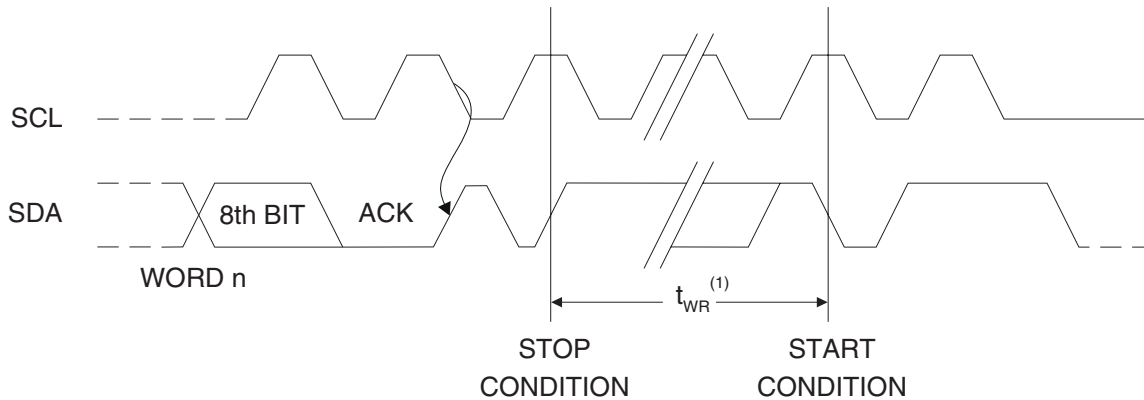 SCL
SDA
8th BIT
ACK
WORD n
tWR(1)
STOP
CONDITION
START
CONDITION